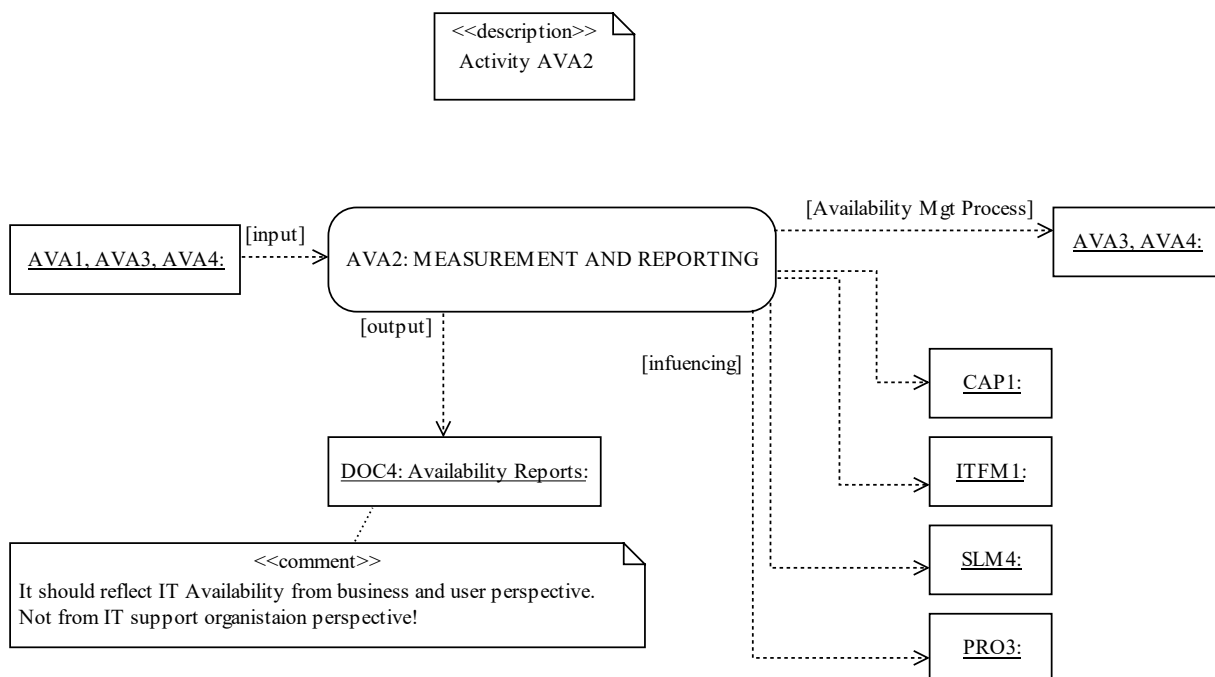 <<description>>
Activity AVA2
[Availability Mgt Process]
[input]
AVA1, AVA3, AVA4:
AVA2: MEASUREMENT AND REPORTING
AVA3, AVA4:
[output]
[infuencing]
CAP1:
DOC4: Availability Reports:
ITFM1:
<<comment>>
It should reflect IT Availability from business and user perspective.
Not from IT support organistaion perspective!
SLM4:
PRO3: